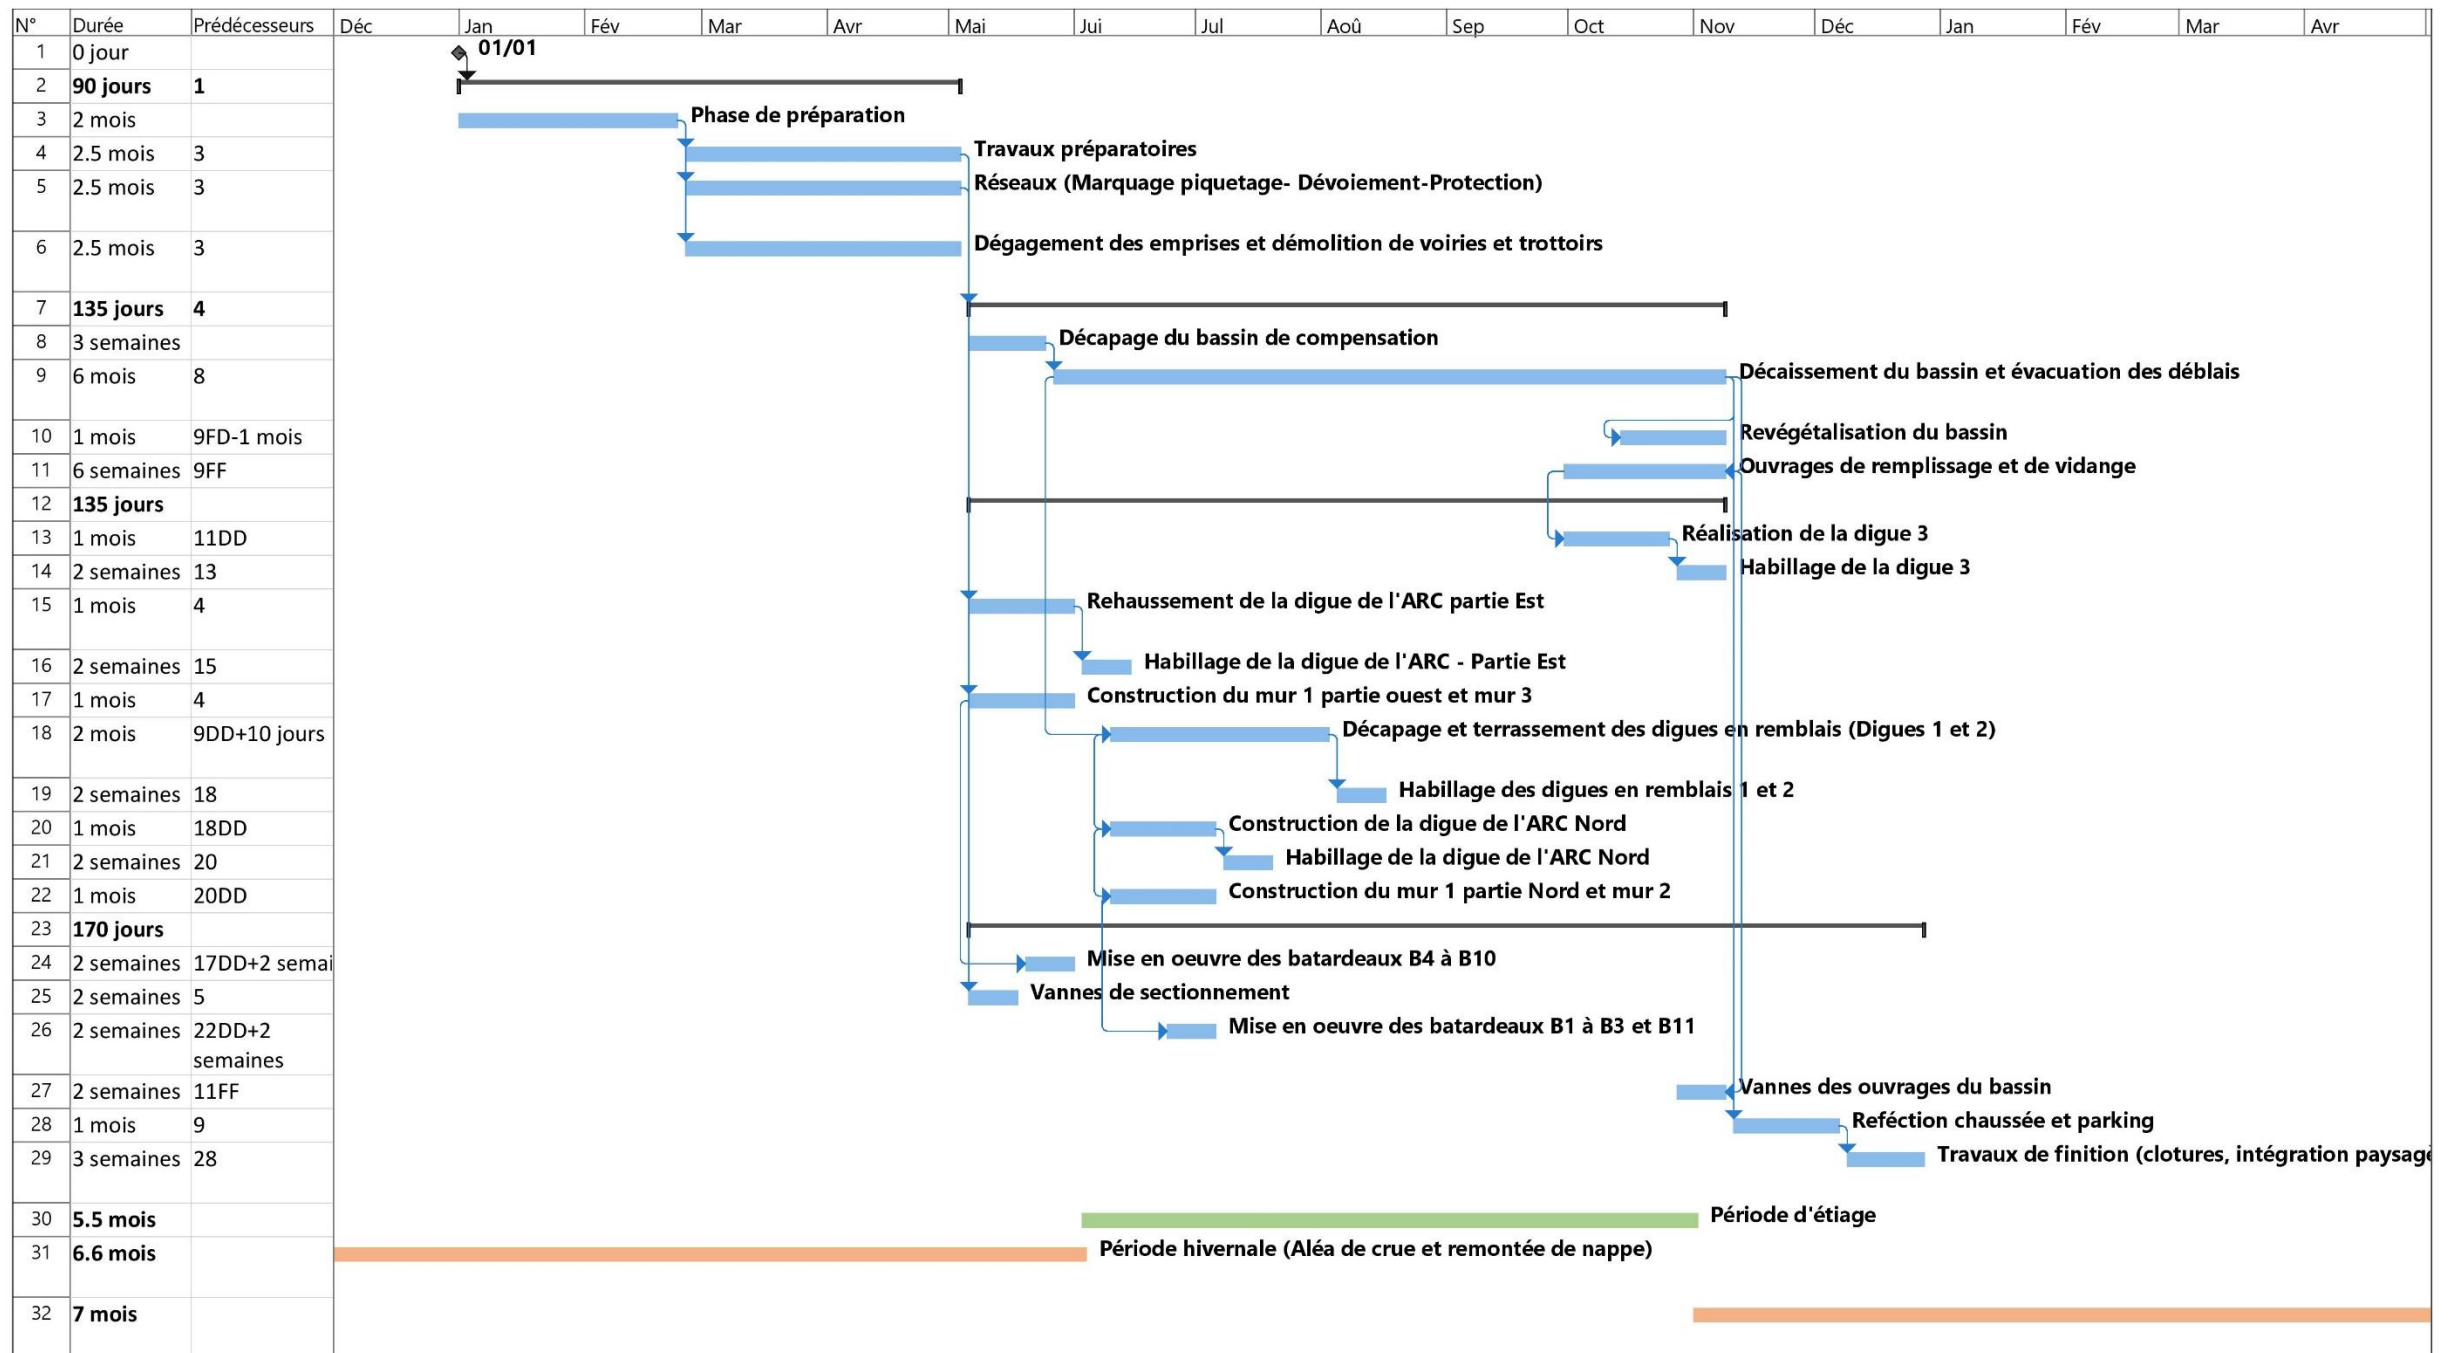 N° Durée Prédécesseurs Déc Jan Fév Mar Avr Mai Jui Jul Aoû Sep Oct Nov Déc Jan Fév Mar Avr
1 0 jour 01/01
2 90 jours 1
3 2 mois Phase de préparation
4 2.5 mois 3 Travaux préparatoires
5 2.5 mois 3 Réseaux (Marquage piquetage- Dévoiement-Protection)
6 2.5 mois 3 Dégagement des emprises et démolition de voiries et trottoirs
7 135 jours 4
8 3 semaines Décapage du bassin de compensation
9 6 mois 8 Décaissement du bassin et évacuation des déblais
10 1 mois 9FD-1 mois Revégétalisation du bassin
11 6 semaines 9FF Ouvrages de remplissage et de vidange
12 135 jours
13 1 mois 11DD Réalisation de la digue 3
14 2 semaines 13 Habillage de la digue 3
15 1 mois 4 Rehaussement de la digue de l'ARC partie Est
16 2 semaines 15 Habillage de la digue de l'ARC - Partie Est
17 1 mois 4 Construction du mur 1 partie ouest et mur 3
18 2 mois 9DD+10 jours Décapage et terrassement des digues en remblais (Digues 1 et 2)
19 2 semaines 18 Habillage des digues en remblais 1 et 2
20 1 mois 18DD Construction de la digue de l'ARC Nord
21 2 semaines 20 Habillage de la digue de l'ARC Nord
22 1 mois 20DD Construction du mur 1 partie Nord et mur 2
23 170 jours
24 2 semaines 17DD+2 semai Mise en oeuvre des batardeaux B4 à B10
25 2 semaines 5 Vannes de sectionnement
26 2 semaines 22DD+2 Mise en oeuvre des batardeaux B1 à B3 et B11
semaines
27 2 semaines 11FF Vannes des ouvrages du bassin
28 1 mois 9 Reféction chaussée et parking
29 3 semaines 28 Travaux de finition (clotures, intégration paysagè
30 5.5 mois Période d'étiage
31 6.6 mois Période hivernale (Aléa de crue et remontée de nappe)
32 7 mois